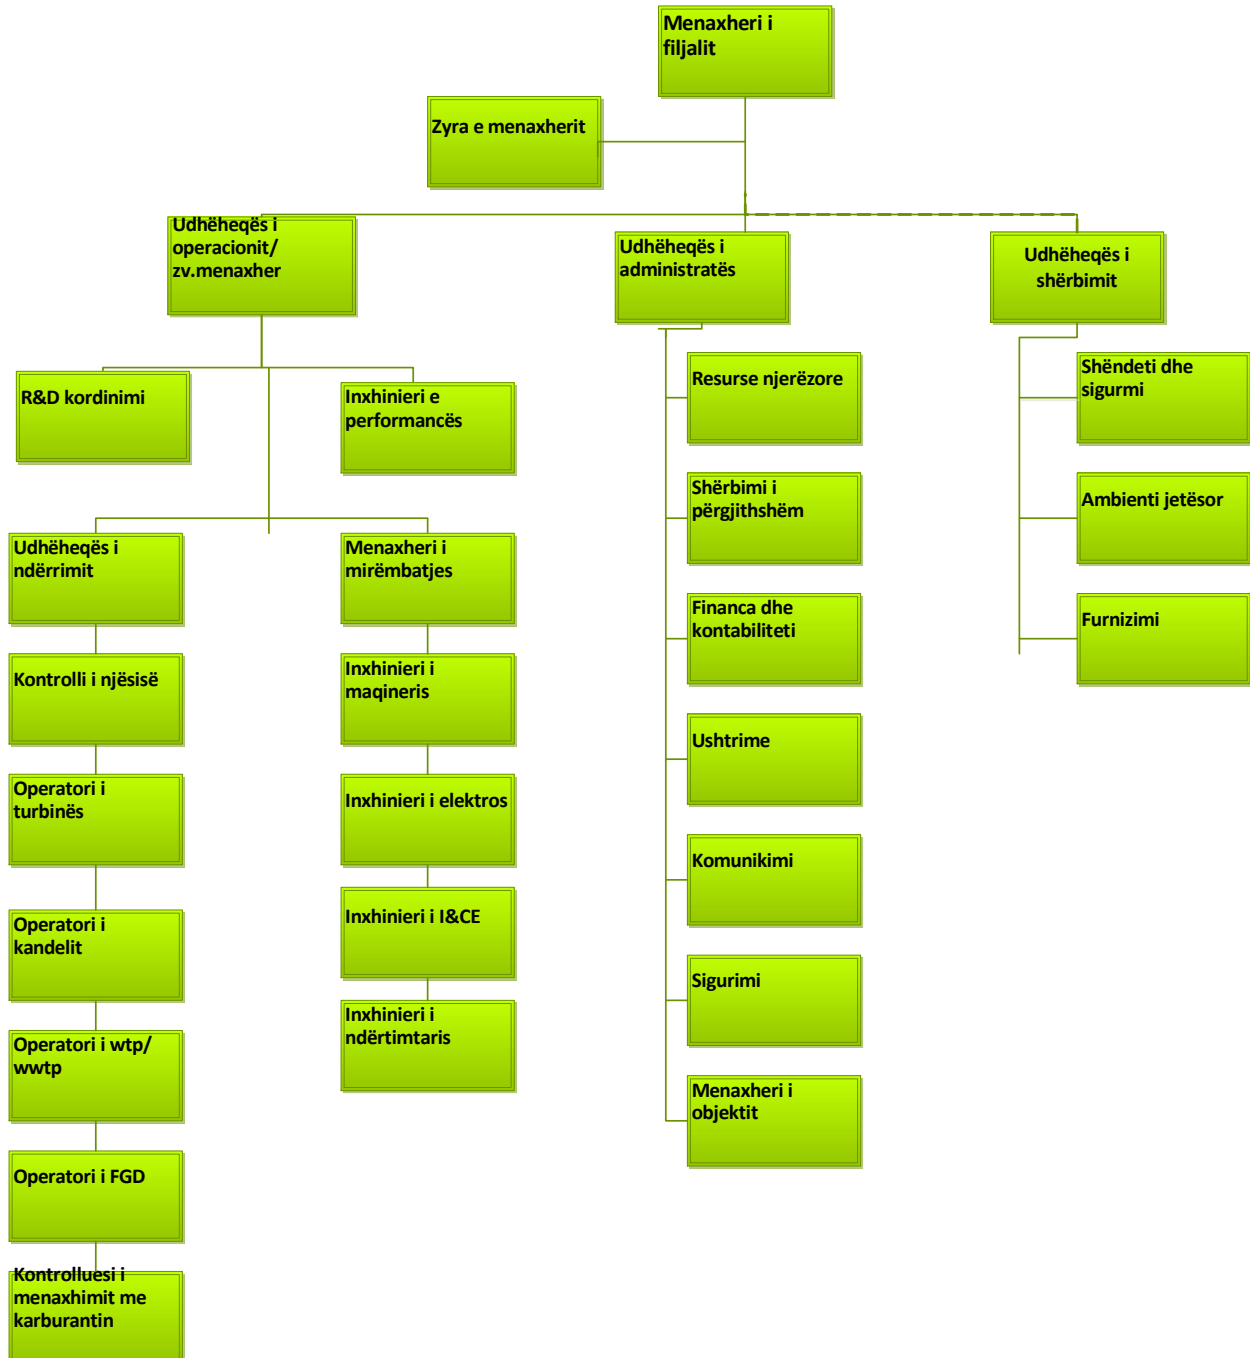 Menaxheri i
filjalit
Zyra e menaxherit
Udhëheqës i
operacionit/
zv.menaxher
Udhëheqës i
administratës
Udhëheqës i
shërbimit
R&D kordinimi
Inxhinieri e
performancës
Resurse njerëzore
Shëndeti dhe
sigurmi
Shërbimi i
përgjithshëm
Ambienti jetësor
Udhëheqës i
ndërrimit
Menaxheri i
mirëmbatjes
Financa dhe
kontabiliteti
Furnizimi
Kontrolli i njësisë
Inxhinieri i
maqineris
Operatori i
turbinës
Inxhinieri i elektros
Ushtrime
Operatori i
kandelit
Inxhinieri i I&CE
Komunikimi
Operatori i wtp/
wwtp
Inxhinieri i
ndërtimtaris
Sigurimi
Operatori i FGD
Menaxheri i
objektit
Kontrolluesi i
menaxhimit me
karburantin